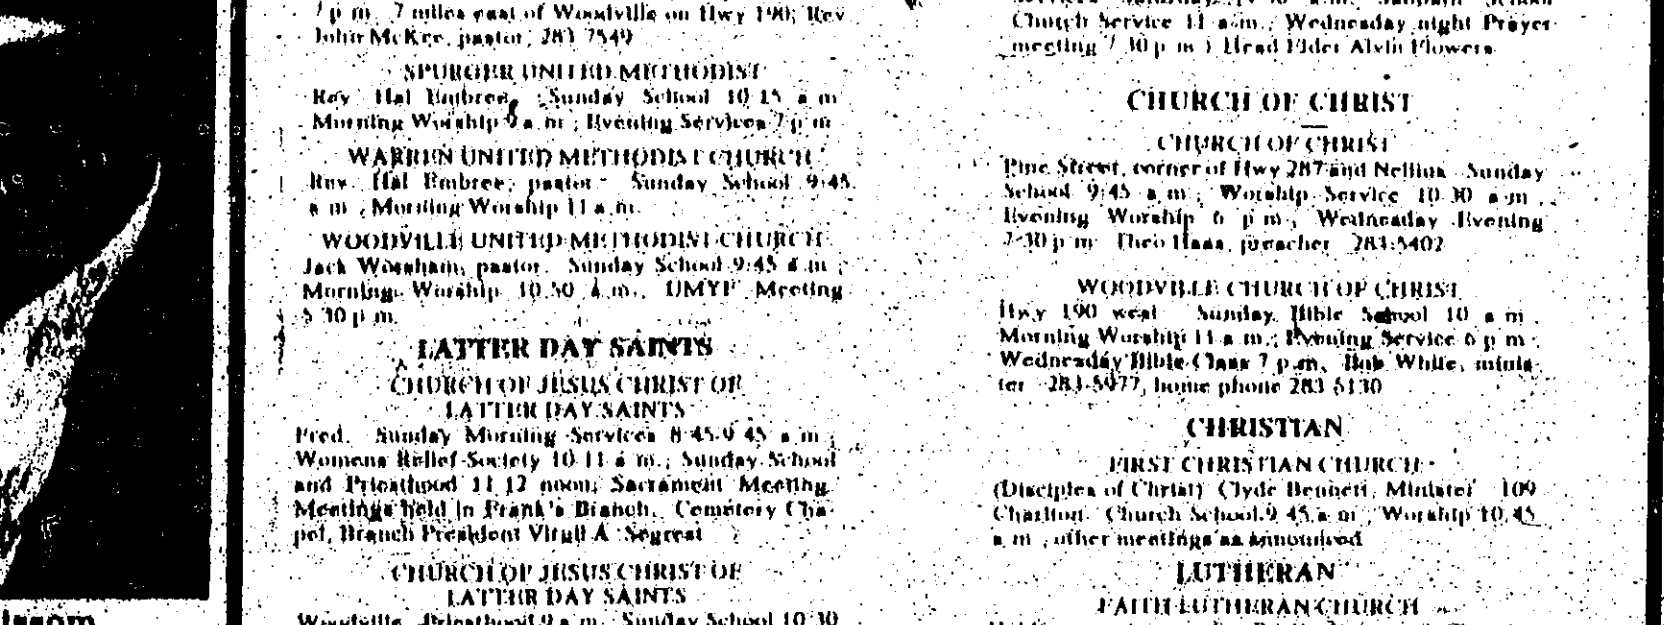 7 p.m. 7 miles east of Woodville on Hwy 190; Rev.
John McKee, pastor, 283-7549
SPURGER UNITED METHODIST
Rev. Hal Embree, Sunday School 10:15 a.m.
Morning Worship 9 a.m.; Evening Services 7 p.m.
WARREN UNITED METHODIST CHURCH
Rev. Hal Embree, pastor. Sunday School 9:45
a.m.; Morning Worship 11 a.m.
WOODVILLE UNITED METHODIST CHURCH
Jack Worsham, pastor. Sunday School 9:45 a.m.;
Morning Worship 10:50 a.m., UMYF Meeting
5:30 p.m.
LATTER DAY SAINTS
CHURCH OF JESUS CHRIST OF
LATTER DAY SAINTS
Fred. Sunday Morning Services 8:45-9:45 a.m.;
Womens Relief Society 10-11 a.m.; Sunday School
and Priesthood 11-12 noon; Sacrament Meeting
Meetings held in Frank's Branch, Cemetery Cha-
pel, Branch President Virgil A. Segrest
CHURCH OF JESUS CHRIST OF
LATTER DAY SAINTS
Woodville. Priesthood 9 a.m. Sunday School 10:30
Church Service 11 a.m.; Wednesday night Prayer
meeting 7:30 p.m.) Head Elder Alvin Flowers
CHURCH OF CHRIST
CHURCH OF CHRIST
Pine Street, corner of Hwy 287 and Nellius. Sunday
School 9:45 a.m.; Worship Service 10:30 a.m.,
Evening Worship 6 p.m., Wednesday Evening
7:30 p.m. Theo Haas, preacher 283-5402
WOODVILLE CHURCH OF CHRIST
Hwy 190 west Sunday, Bible School 10 a.m.
Morning Worship 11 a.m.; Evening Service 6 p.m.;
Wednesday Bible Class 7 p.m. Bob White, minis-
ter 283-5977, home phone 283-5130
CHRISTIAN
FIRST CHRISTIAN CHURCH
(Disciples of Christ) Clyde Bennett, Minister 109
Charlton. Church School 9:45 a.m., Worship 10:45
a.m., other meetings as announced
LUTHERAN
FAITH LUTHERAN CHURCH